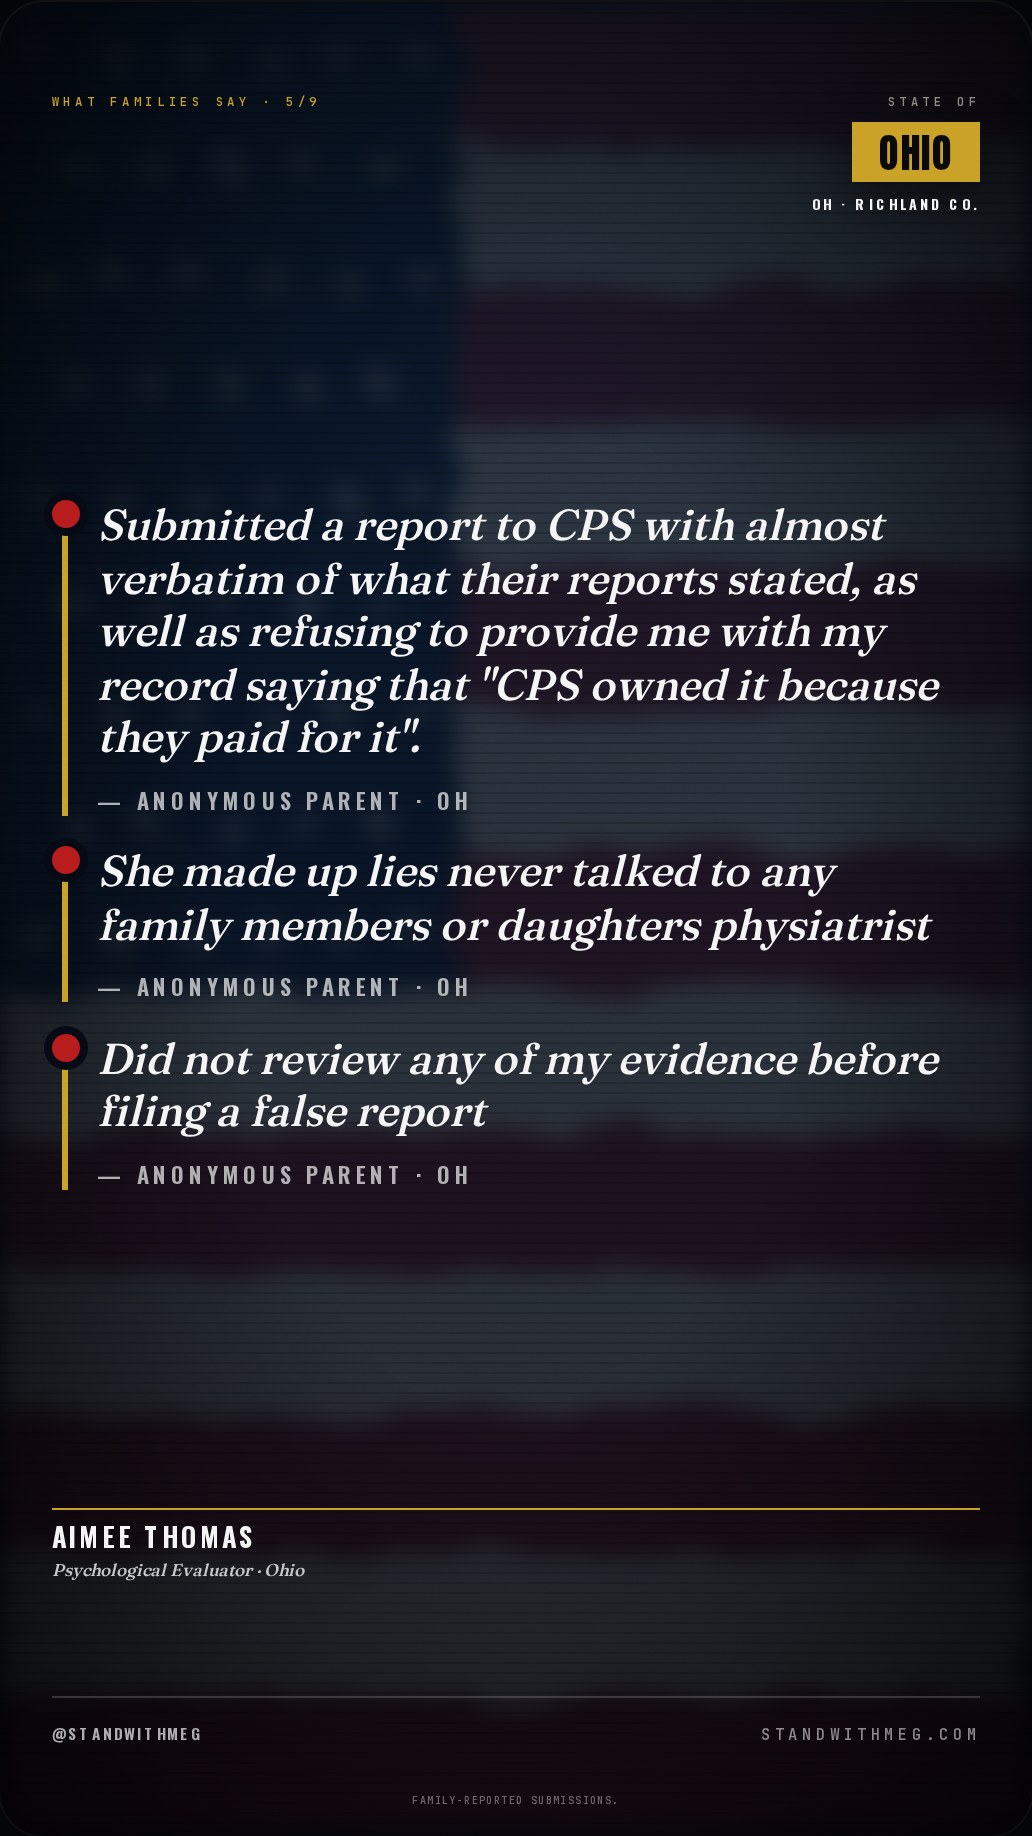 WHAT FAMILIES SAY · 5/9
STATE OF
OHIO
OH · RICHLAND CO.
Submitted a report to CPS with almost
verbatim of what their reports stated, as
well as refusing to provide me with my
record saying that "CPS owned it because
they paid for it".
— ANONYMOUS PARENT · OH
She made up lies never talked to any
family members or daughters physiatrist
— ANONYMOUS PARENT · OH
Did not review any of my evidence before
filing a false report
— ANONYMOUS PARENT · OH
AIMEE THOMAS
Psychological Evaluator · Ohio
@STANDWITHMEG
STANDWITHMEG.COM
FAMILY-REPORTED SUBMISSIONS.